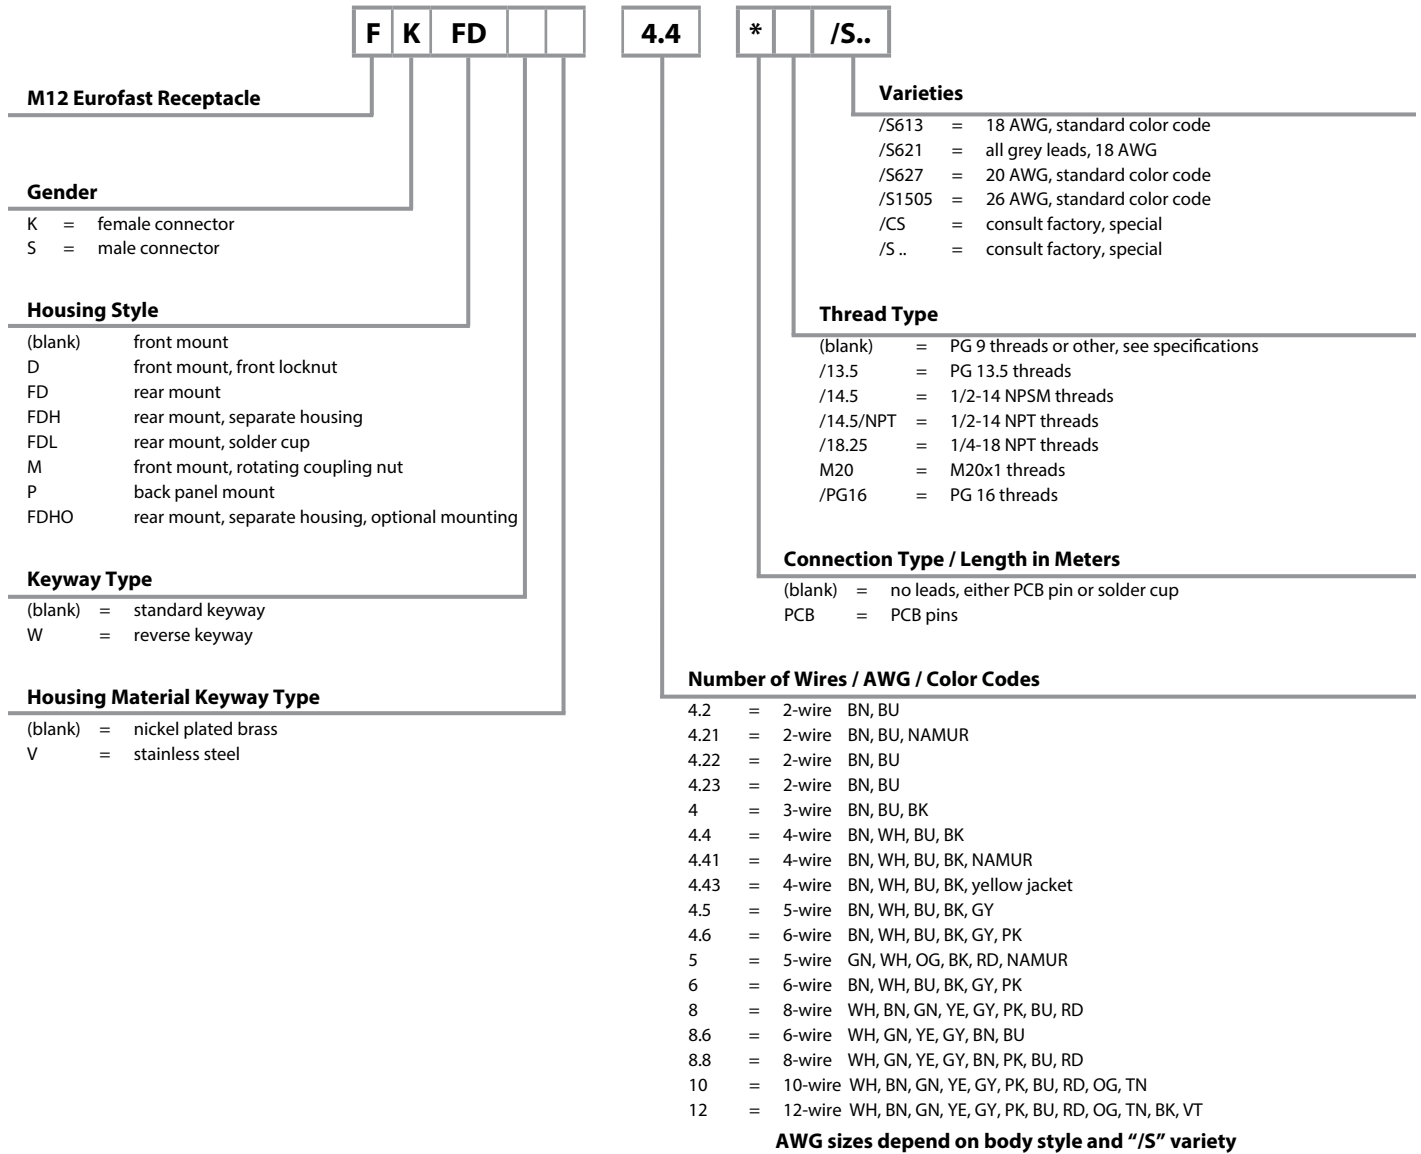 F K FD 4.4 * /S..
M12 Eurofast Receptacle
Gender
K = female connector
S = male connector
Housing Style
(blank) front mount
D front mount, front locknut
FD rear mount
FDH rear mount, separate housing
FDL rear mount, solder cup
M front mount, rotating coupling nut
P back panel mount
FDHO rear mount, separate housing, optional mounting
Keyway Type
(blank) = standard keyway
W = reverse keyway
Housing Material Keyway Type
(blank) = nickel plated brass
V = stainless steel
Varieties
/S613 = 18 AWG, standard color code
/S621 = all grey leads, 18 AWG
/S627 = 20 AWG, standard color code
/S1505 = 26 AWG, standard color code
/CS = consult factory, special
/S .. = consult factory, special
Thread Type
(blank) = PG 9 threads or other, see specifications
/13.5 = PG 13.5 threads
/14.5 = 1/2-14 NPSM threads
/14.5/NPT = 1/2-14 NPT threads
/18.25 = 1/4-18 NPT threads
M20 = M20x1 threads
/PG16 = PG 16 threads
Connection Type / Length in Meters
(blank) = no leads, either PCB pin or solder cup
PCB = PCB pins
Number of Wires / AWG / Color Codes
4.2 = 2-wire BN, BU
4.21 = 2-wire BN, BU, NAMUR
4.22 = 2-wire BN, BU
4.23 = 2-wire BN, BU
4 = 3-wire BN, BU, BK
4.4 = 4-wire BN, WH, BU, BK
4.41 = 4-wire BN, WH, BU, BK, NAMUR
4.43 = 4-wire BN, WH, BU, BK, yellow jacket
4.5 = 5-wire BN, WH, BU, BK, GY
4.6 = 6-wire BN, WH, BU, BK, GY, PK
5 = 5-wire GN, WH, OG, BK, RD, NAMUR
6 = 6-wire BN, WH, BU, BK, GY, PK
8 = 8-wire WH, BN, GN, YE, GY, PK, BU, RD
8.6 = 6-wire WH, GN, YE, GY, BN, BU
8.8 = 8-wire WH, GN, YE, GY, BN, PK, BU, RD
10 = 10-wire WH, BN, GN, YE, GY, PK, BU, RD, OG, TN
12 = 12-wire WH, BN, GN, YE, GY, PK, BU, RD, OG, TN, BK, VT
AWG sizes depend on body style and “/S” variety